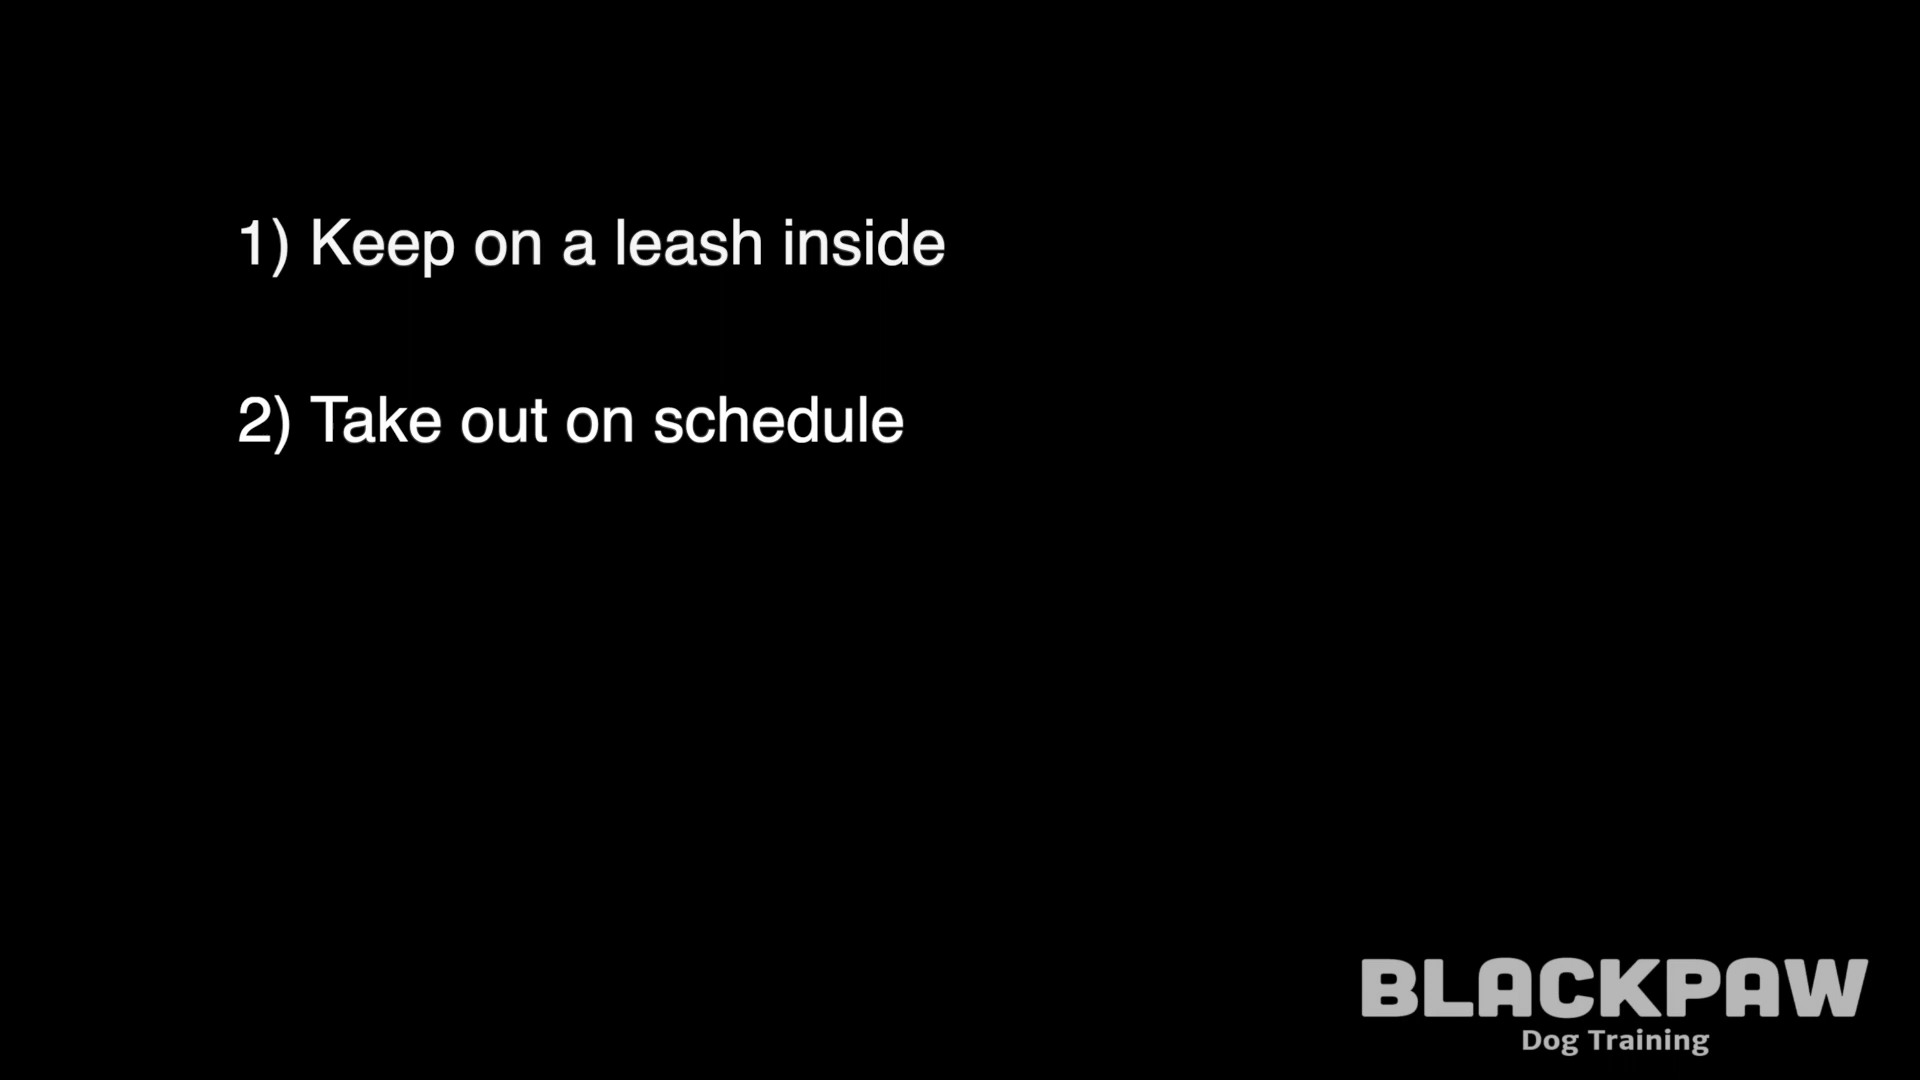 1) Keep on a leash inside
2) Take out on schedule
BLACKPAW
Dog Training